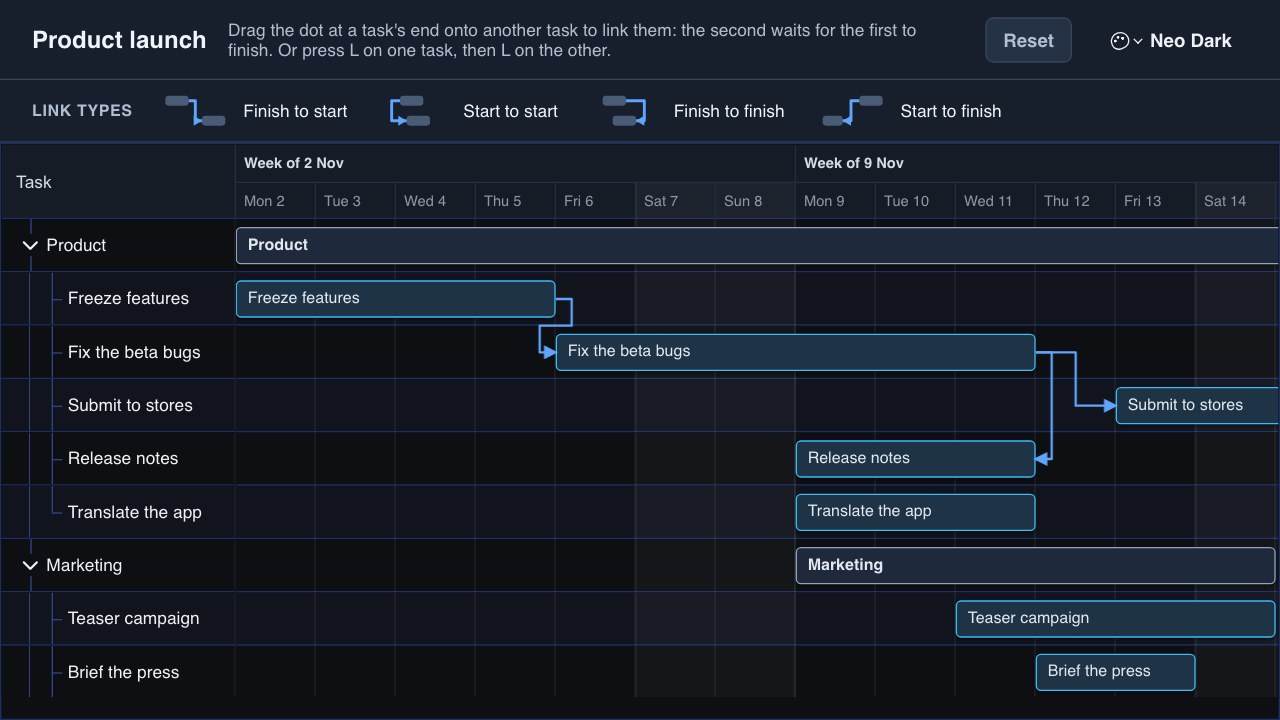 Product launch
Drag the dot at a task's end onto another task to link them: the second waits for the first to
finish. Or press L on one task, then L on the other.
Reset
Neo Dark
LINK TYPES
Finish to start
Start to start
Finish to finish
Start to finish
Task
Week of 2 Nov
Week of 9 Nov
Mon 2
Tue 3
Wed 4
Thu 5
Fri 6
Sat 7
Sun 8
Mon 9
Tue 10
Wed 11
Thu 12
Fri 13
Sat 14
Product
Product
Freeze features
Freeze features
Fix the beta bugs
Fix the beta bugs
Submit to stores
Submit to stores
Release notes
Release notes
Translate the app
Translate the app
Marketing
Marketing
Teaser campaign
Teaser campaign
Brief the press
Brief the press